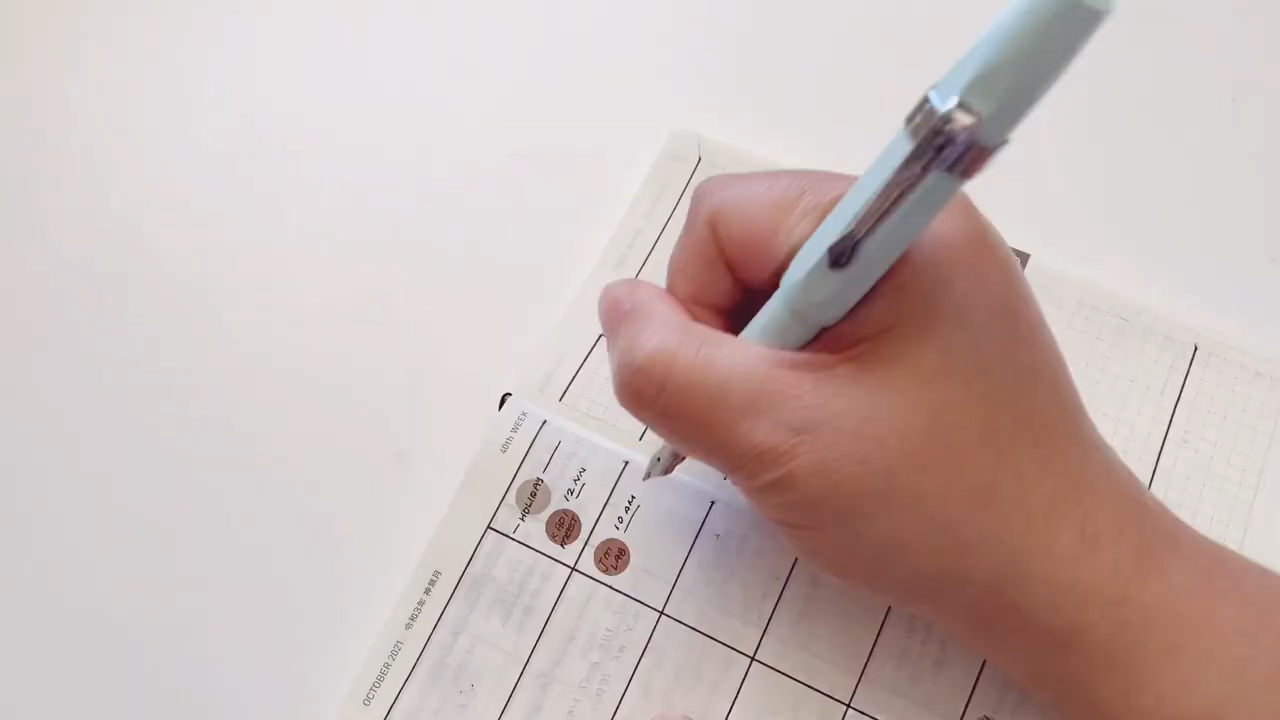 40th WEEK
HOLIDAY
12 NN
KAPI
MEET
10 AM
JM
LAB
OCTOBER 2021 令和3年 神無月